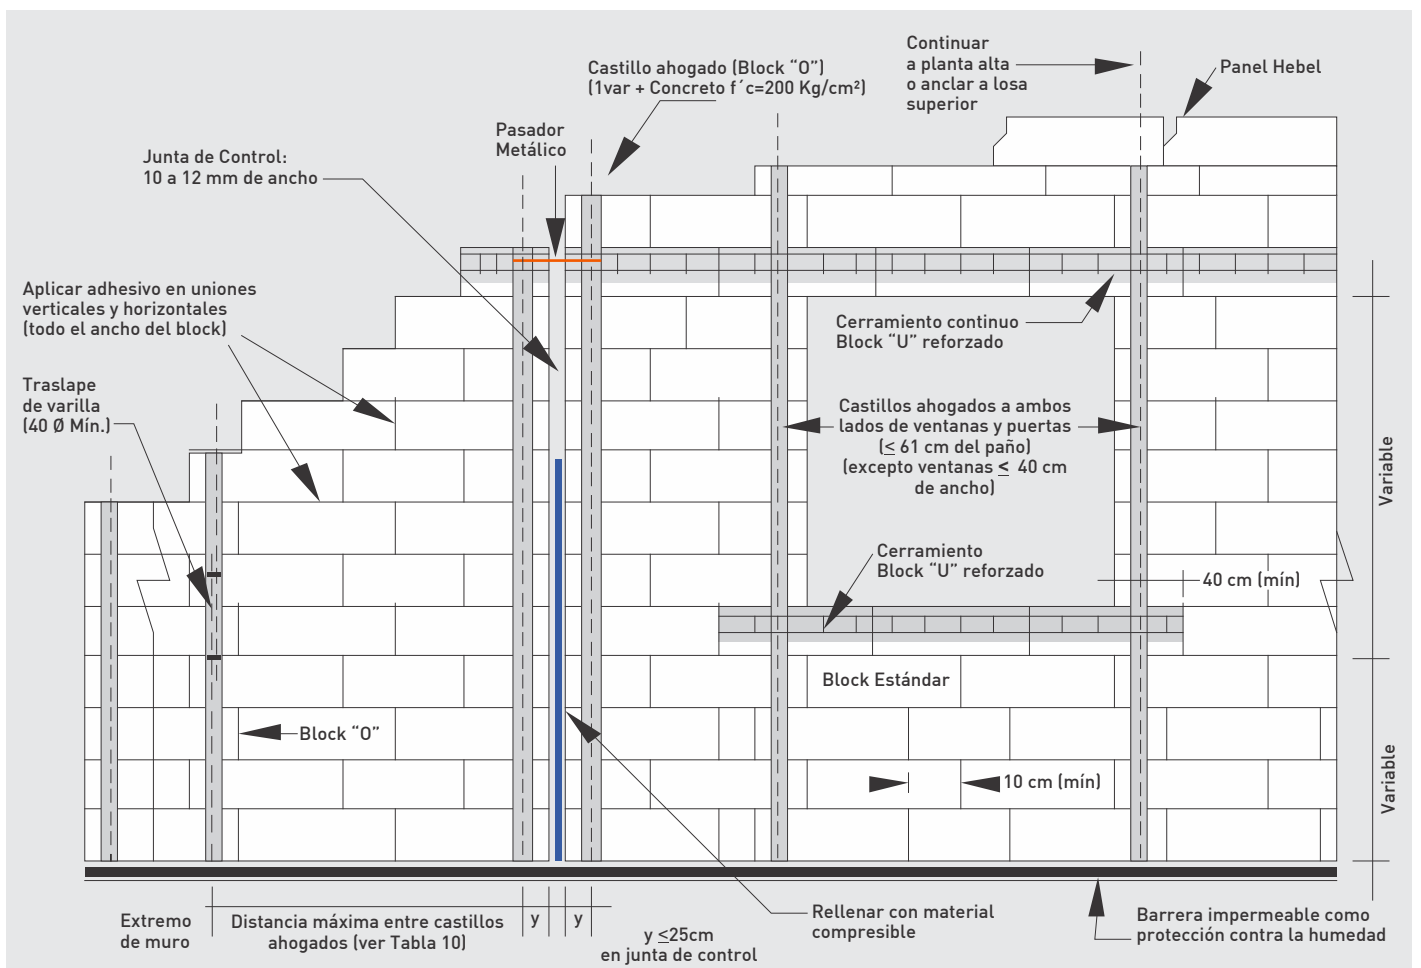 Continuar
a planta alta
o anclar a losa
superior
Panel Hebel
Castillo ahogado (Block “O”)
(1var + Concreto f´c=200 Kg/cm²)
Pasador
Metálico
Junta de Control:
10 a 12 mm de ancho
Aplicar adhesivo en uniones
verticales y horizontales
(todo el ancho del block)
Cerramiento continuo
Block “U” reforzado
Traslape
de varilla
(40 Ø Mín.)
Castillos ahogados a ambos
lados de ventanas y puertas
(≤ 61 cm del paño)
(excepto ventanas ≤ 40 cm
de ancho)
Variable
Cerramiento
Block “U” reforzado
40 cm (mín)
Block Estándar
Block “O”
Variable
10 cm (mín)
Extremo
de muro
Distancia máxima entre castillos
ahogados (ver Tabla 10)
y
y
y ≤25cm
en junta de control
Rellenar con material
compresible
Barrera impermeable como
protección contra la humedad